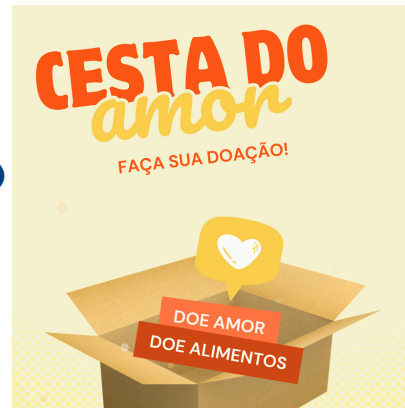 CESTA DO
amor
FAÇA SUA DOAÇÃO!
DOE AMOR
DOE ALIMENTOS